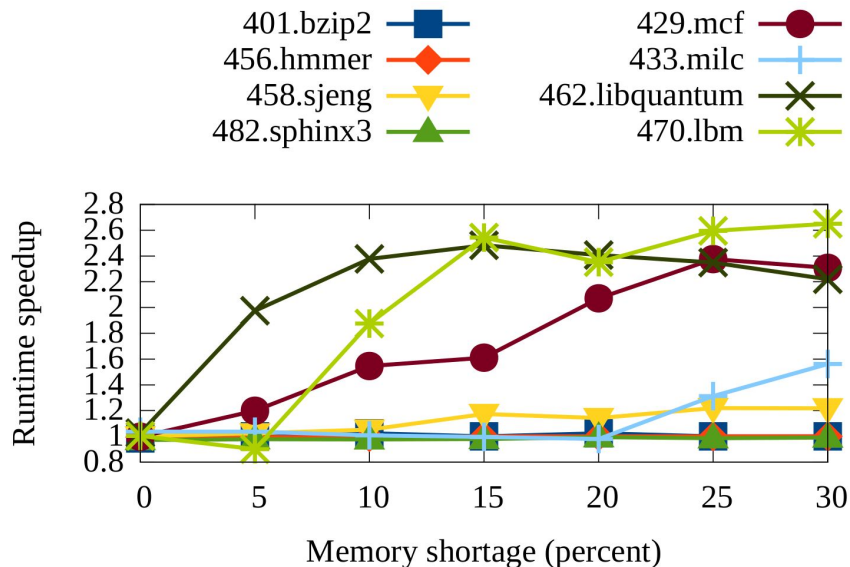 401.bzip2
456.hmmer
458.sjeng
482.sphinx3
429.mcf
433.milc
462.libquantum
470.lbm
Runtime speedup
2.8
2.6
2.4
2.2
2
1.8
1.6
1.4
1.2
1
0.8
0 5 10 15 20 25 30
Memory shortage (percent)